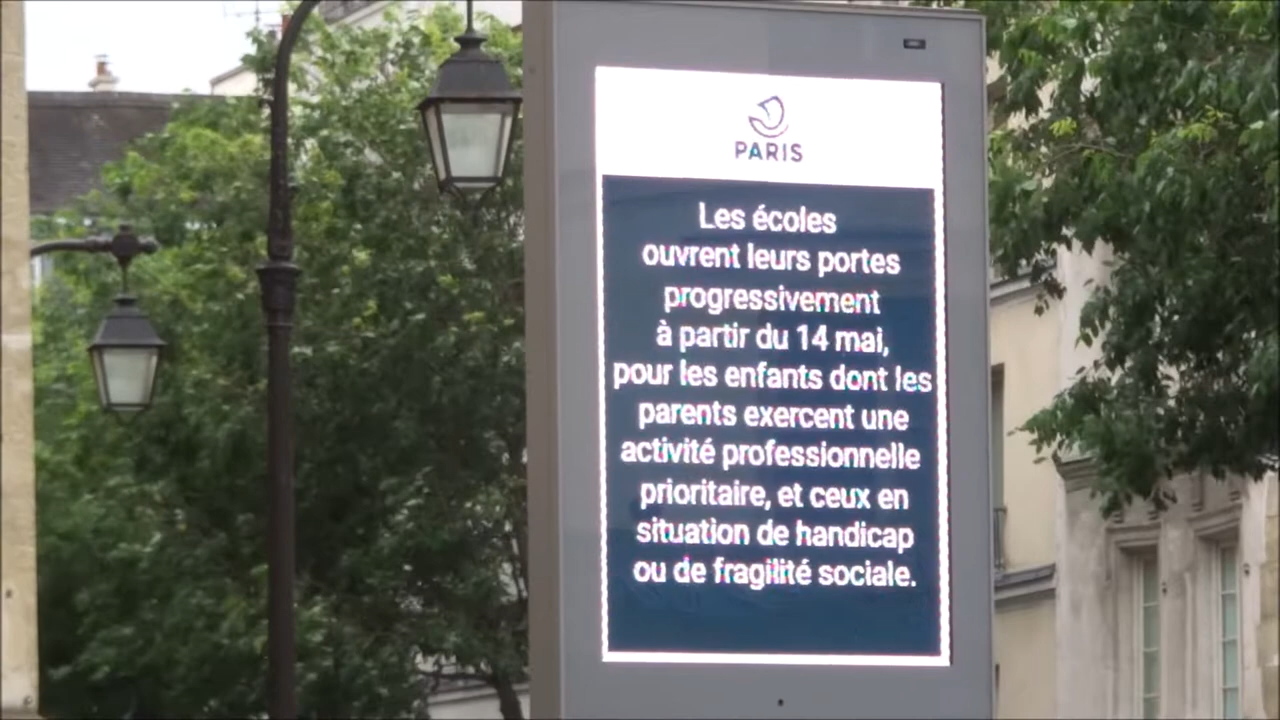 PARIS
Les écoles
ouvrent leurs portes
progressivement
à partir du 14 mai,
pour les enfants dont les
parents exercent une
activité professionnelle
prioritaire, et ceux en
situation de handicap
ou de fragilité sociale.